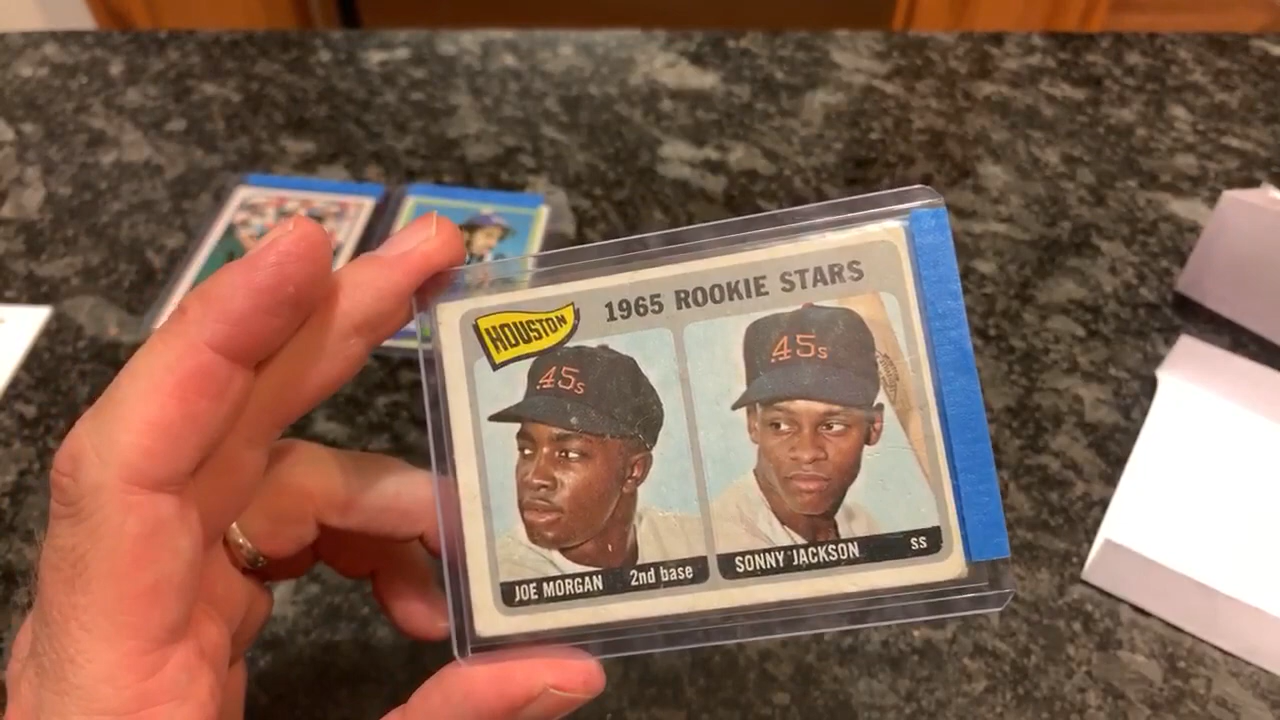 HOUSTON
1965 ROOKIE STARS
.45s
.45s
JOE MORGAN 2nd base
SONNY JACKSON ss